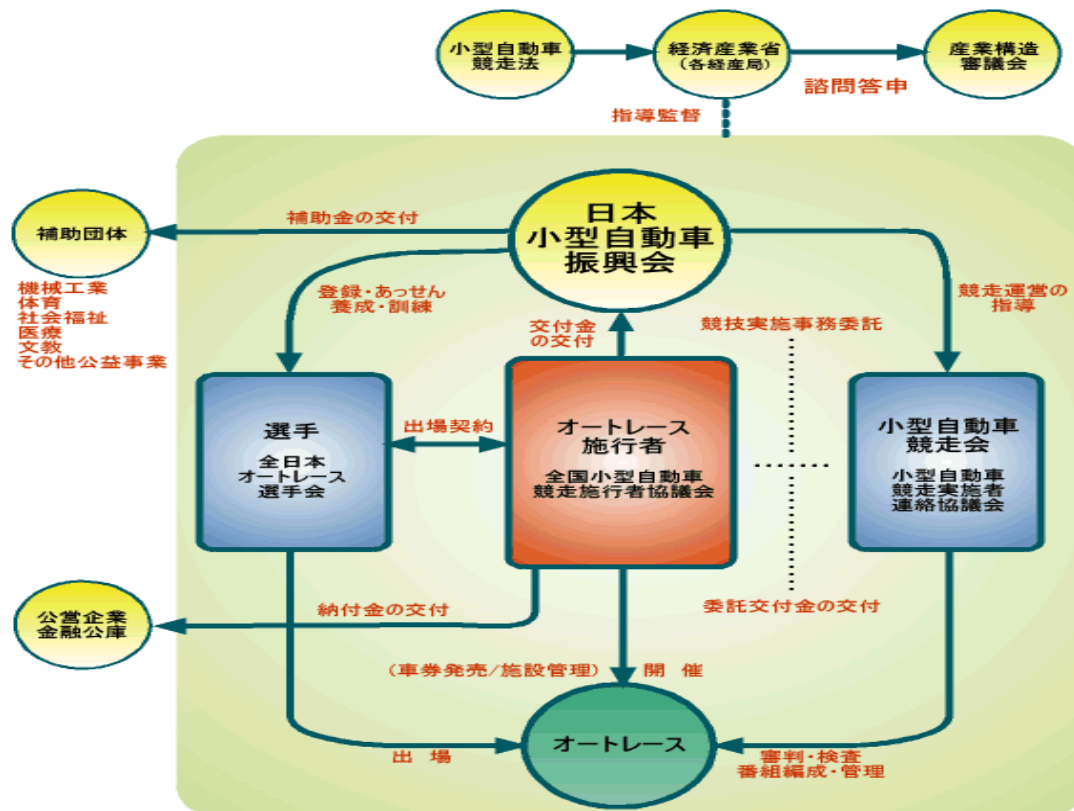 小型自動車
競走法
経済産業省
(各経産局)
産業構造
審議会
諮問答申
指導監督
日本
小型自動車
振興会
補助金の交付
補助団体
機械工業
体育
社会福祉
医療
文教
その他公益事業
登録・あっせん
養成・訓練
交付金
の交付
競技実施事務委託
競走運営の
指導
選手
全日本
オートレース
選手会
出場契約
オートレース
施行者
全国小型自動車
競走施行者協議会
小型自動車
競走会
小型自動車
競走実施者
連絡協議会
公営企業
金融公庫
納付金の交付
委託交付金の交付
(車券発売/施設管理)
開 催
オートレース
出 場
審判・検査
番組編成・管理